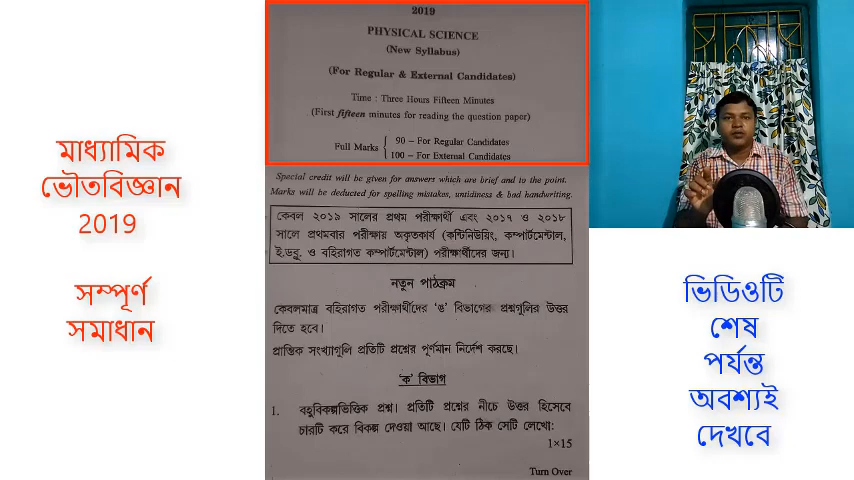 মাধ্যামিক
ভৌতবিজ্ঞান
2019
সম্পূর্ণ
সমাধান
2019
PHYSICAL SCIENCE
(New Syllabus)
(For Regular & External Candidates)
Time : Three Hours Fifteen Minutes
(First fifteen minutes for reading the question paper)
Full Marks { 90 – For Regular Candidates
100 – For External Candidates
Special credit will be given for answers which are brief and to the point.
Marks will be deducted for spelling mistakes, untidiness & bad handwriting.
কেবল ২০১৯ সালের প্রথম পরীক্ষার্থী এবং ২০১৭ ও ২০১৮
সালে প্রথমবার পরীক্ষায় অকৃতকার্য (কন্টিনিউয়িং, কম্পার্টমেন্টাল,
ই.ডব্লু. ও বহিরাগত কম্পার্টমেন্টাল) পরীক্ষার্থীদের জন্য।
নতুন পাঠক্রম
কেবলমাত্র বহিরাগত পরীক্ষার্থীদের 'ঙ' বিভাগের প্রশ্নগুলির উত্তর
দিতে হবে।
প্রান্তিক সংখ্যাগুলি প্রতিটি প্রশ্নের পূর্ণমান নির্দেশ করছে।
'ক' বিভাগ
1. বহুবিকল্পভিত্তিক প্রশ্ন। প্রতিটি প্রশ্নের নীচে উত্তর হিসেবে
চারটি করে বিকল্প দেওয়া আছে। যেটি ঠিক সেটি লেখো:
1×15
Turn Over
ভিডিওটি
শেষ
পর্যন্ত
অবশ্যই
দেখবে